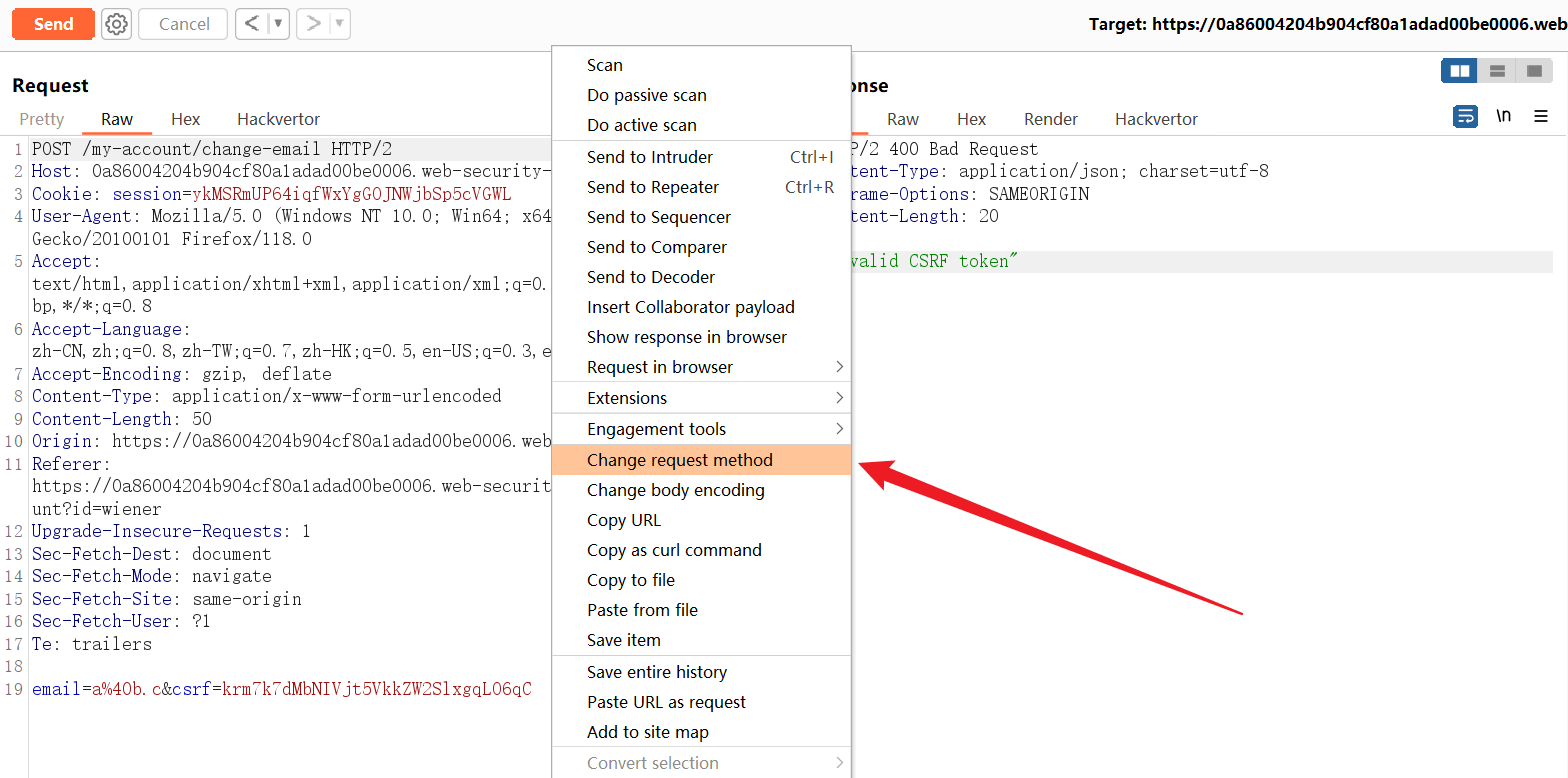 Send
Cancel
Target: https://0a86004204b904cf80a1adad00be0006.web
Request
Pretty Raw Hex Hackvertor
1 POST /my-account/change-email HTTP/2
2 Host: 0a86004204b904cf80a1adad00be0006.web-security-
3 Cookie: session=ykMSRmUP64iqfWxYgG0JNWjbSp5cVGWL
4 User-Agent: Mozilla/5.0 (Windows NT 10.0; Win64; x64
Gecko/20100101 Firefox/118.0
5 Accept:
text/html,application/xhtml+xml,application/xml;q=0.
bp,*/*;q=0.8
6 Accept-Language:
zh-CN,zh;q=0.8,zh-TW;q=0.7,zh-HK;q=0.5,en-US;q=0.3,e
7 Accept-Encoding: gzip, deflate
8 Content-Type: application/x-www-form-urlencoded
9 Content-Length: 50
10 Origin: https://0a86004204b904cf80a1adad00be0006.web
11 Referer:
https://0a86004204b904cf80a1adad00be0006.web-securit
unt?id=wiener
12 Upgrade-Insecure-Requests: 1
13 Sec-Fetch-Dest: document
14 Sec-Fetch-Mode: navigate
15 Sec-Fetch-Site: same-origin
16 Sec-Fetch-User: ?1
17 Te: trailers
18
19 email=a%40b.c&csrf=krm7k7dMbNIVjt5VkkZW2SlxgqLO6qC
Scan
Do passive scan
Do active scan
Send to Intruder Ctrl+I
Send to Repeater Ctrl+R
Send to Sequencer
Send to Comparer
Send to Decoder
Insert Collaborator payload
Show response in browser
Request in browser
Extensions
Engagement tools
Change request method
Change body encoding
Copy URL
Copy as curl command
Copy to file
Paste from file
Save item
Save entire history
Paste URL as request
Add to site map
Convert selection
onse
Raw Hex Render Hackvertor
\n
P/2 400 Bad Request
tent-Type: application/json; charset=utf-8
rame-Options: SAMEORIGIN
tent-Length: 20
valid CSRF token"